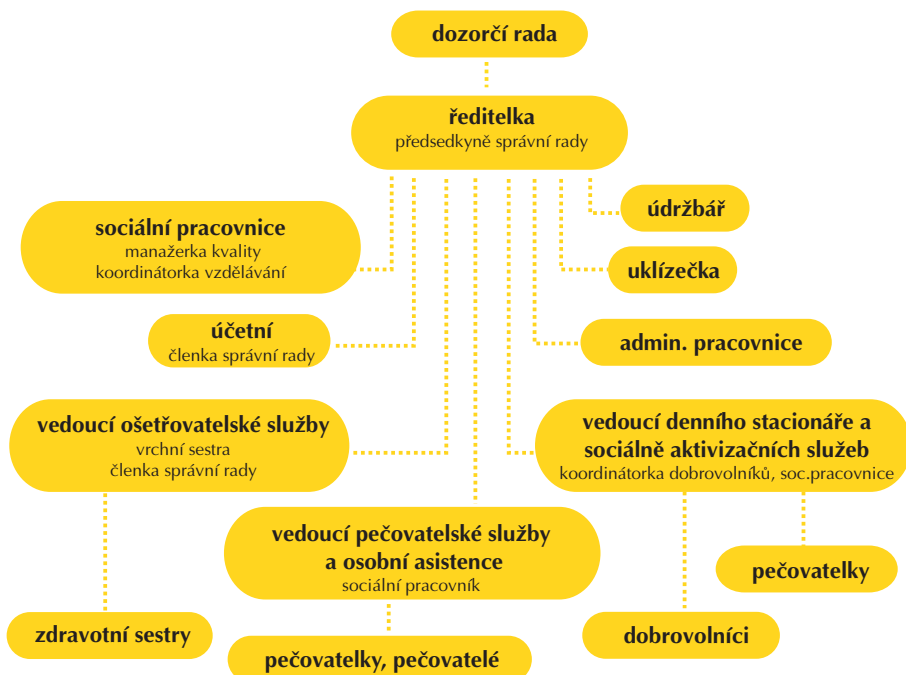 dozorčí rada
ředitelka
předsedkyně správní rady
sociální pracovnice
manažerka kvality
koordinátorka vzdělávání
údržbář
uklízečka
účetní
členka správní rady
admin. pracovnice
vedoucí ošetřovatelské služby
vrchní sestra
členka správní rady
vedoucí denního stacionáře a
sociálně aktivizačních služeb
koordinátorka dobrovolníků, soc.pracovnice
vedoucí pečovatelské služby
a osobní asistence
sociální pracovník
pečovatelky
zdravotní sestry
dobrovolníci
pečovatelky, pečovatelé